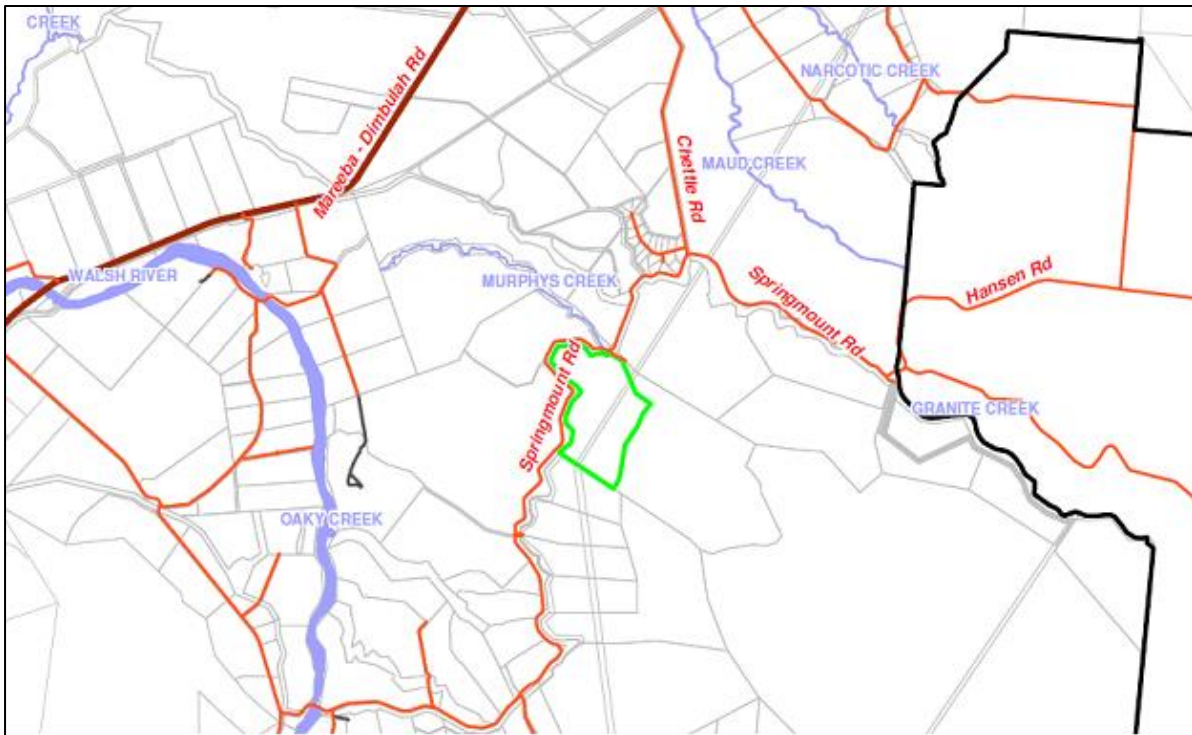 CREEK
Mareeba - Dimbulah Rd
NARCOTIC CREEK
Chettle Rd
MAUD CREEK
WALSH RIVER
MURPHYS CREEK
Springmount Rd
Hansen Rd
Springmount Rd
GRANITE CREEK
OAKY CREEK